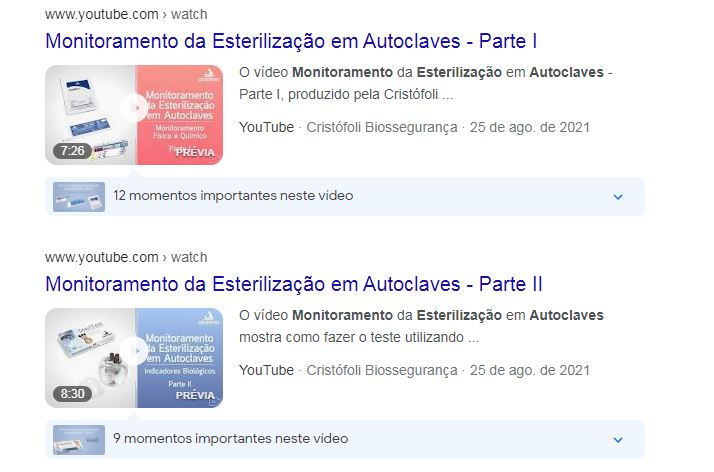 www.youtube.com › watch
Monitoramento da Esterilização em Autoclaves - Parte I
Monitoramento
da Esterilização
em Autoclaves
Monitoramento
Físico e Químico
PRÉVIA
7:26
O vídeo Monitoramento da Esterilização em Autoclaves -
Parte I, produzido pela Cristófoli ...
YouTube · Cristófoli Biossegurança · 25 de ago. de 2021
12 momentos importantes neste vídeo
www.youtube.com › watch
Monitoramento da Esterilização em Autoclaves - Parte II
Monitoramento
da Esterilização
em Autoclaves
Indicadores Biológicos
Parte II
PRÉVIA
8:30
O vídeo Monitoramento da Esterilização em Autoclaves
mostra como fazer o teste utilizando ...
YouTube · Cristófoli Biossegurança · 25 de ago. de 2021
9 momentos importantes neste vídeo